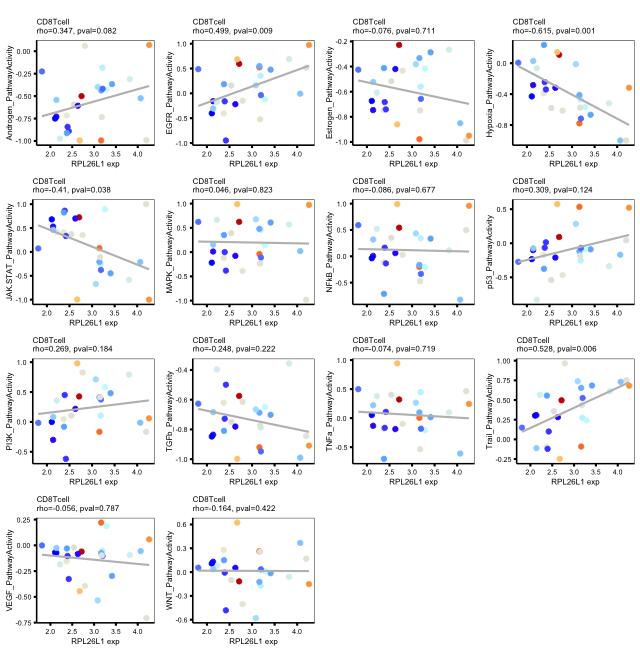 CD8Tcell
rho=0.347, pval=0.082
Androgen_PathwayActivity
0.00
-0.25
-0.50
-0.75
-1.00
2.0 2.5 3.0 3.5 4.0
RPL26L1 exp
CD8Tcell
rho=0.499, pval=0.009
EGFR_PathwayActivity
1.0
0.5
0.0
-0.5
-1.0
2.0 2.5 3.0 3.5 4.0
RPL26L1 exp
CD8Tcell
rho=-0.076, pval=0.711
Estrogen_PathwayActivity
-0.2
-0.4
-0.6
-0.8
-1.0
2.0 2.5 3.0 3.5 4.0
RPL26L1 exp
CD8Tcell
rho=-0.615, pval=0.001
Hypoxia_PathwayActivity
0.0
-0.4
-0.8
2.0 2.5 3.0 3.5 4.0
RPL26L1 exp
CD8Tcell
rho=-0.41, pval=0.038
JAK-STAT_PathwayActivity
1.0
0.5
0.0
-0.5
-1.0
2.0 2.5 3.0 3.5 4.0
RPL26L1 exp
CD8Tcell
rho=0.046, pval=0.823
MAPK_PathwayActivity
1.0
0.5
0.0
-0.5
-1.0
2.0 2.5 3.0 3.5 4.0
RPL26L1 exp
CD8Tcell
rho=-0.086, pval=0.677
NFkB_PathwayActivity
1.0
0.5
0.0
-0.5
2.0 2.5 3.0 3.5 4.0
RPL26L1 exp
CD8Tcell
rho=0.309, pval=0.124
p53_PathwayActivity
0.5
0.0
-0.5
2.0 2.5 3.0 3.5 4.0
RPL26L1 exp
CD8Tcell
rho=0.269, pval=0.184
PI3K_PathwayActivity
1.0
0.5
0.0
-0.5
2.0 2.5 3.0 3.5 4.0
RPL26L1 exp
CD8Tcell
rho=-0.248, pval=0.222
TGFb_PathwayActivity
-0.4
-0.6
-0.8
-1.0
2.0 2.5 3.0 3.5 4.0
RPL26L1 exp
CD8Tcell
rho=-0.074, pval=0.719
TNFa_PathwayActivity
1.0
0.5
0.0
-0.5
2.0 2.5 3.0 3.5 4.0
RPL26L1 exp
CD8Tcell
rho=0.528, pval=0.006
Trail_PathwayActivity
1.00
0.75
0.50
0.25
0.00
-0.25
2.0 2.5 3.0 3.5 4.0
RPL26L1 exp
CD8Tcell
rho=-0.056, pval=0.787
VEGF_PathwayActivity
0.25
0.00
-0.25
-0.50
-0.75
2.0 2.5 3.0 3.5 4.0
RPL26L1 exp
CD8Tcell
rho=-0.164, pval=0.422
WNT_PathwayActivity
0.6
0.3
0.0
-0.3
-0.6
2.0 2.5 3.0 3.5 4.0
RPL26L1 exp